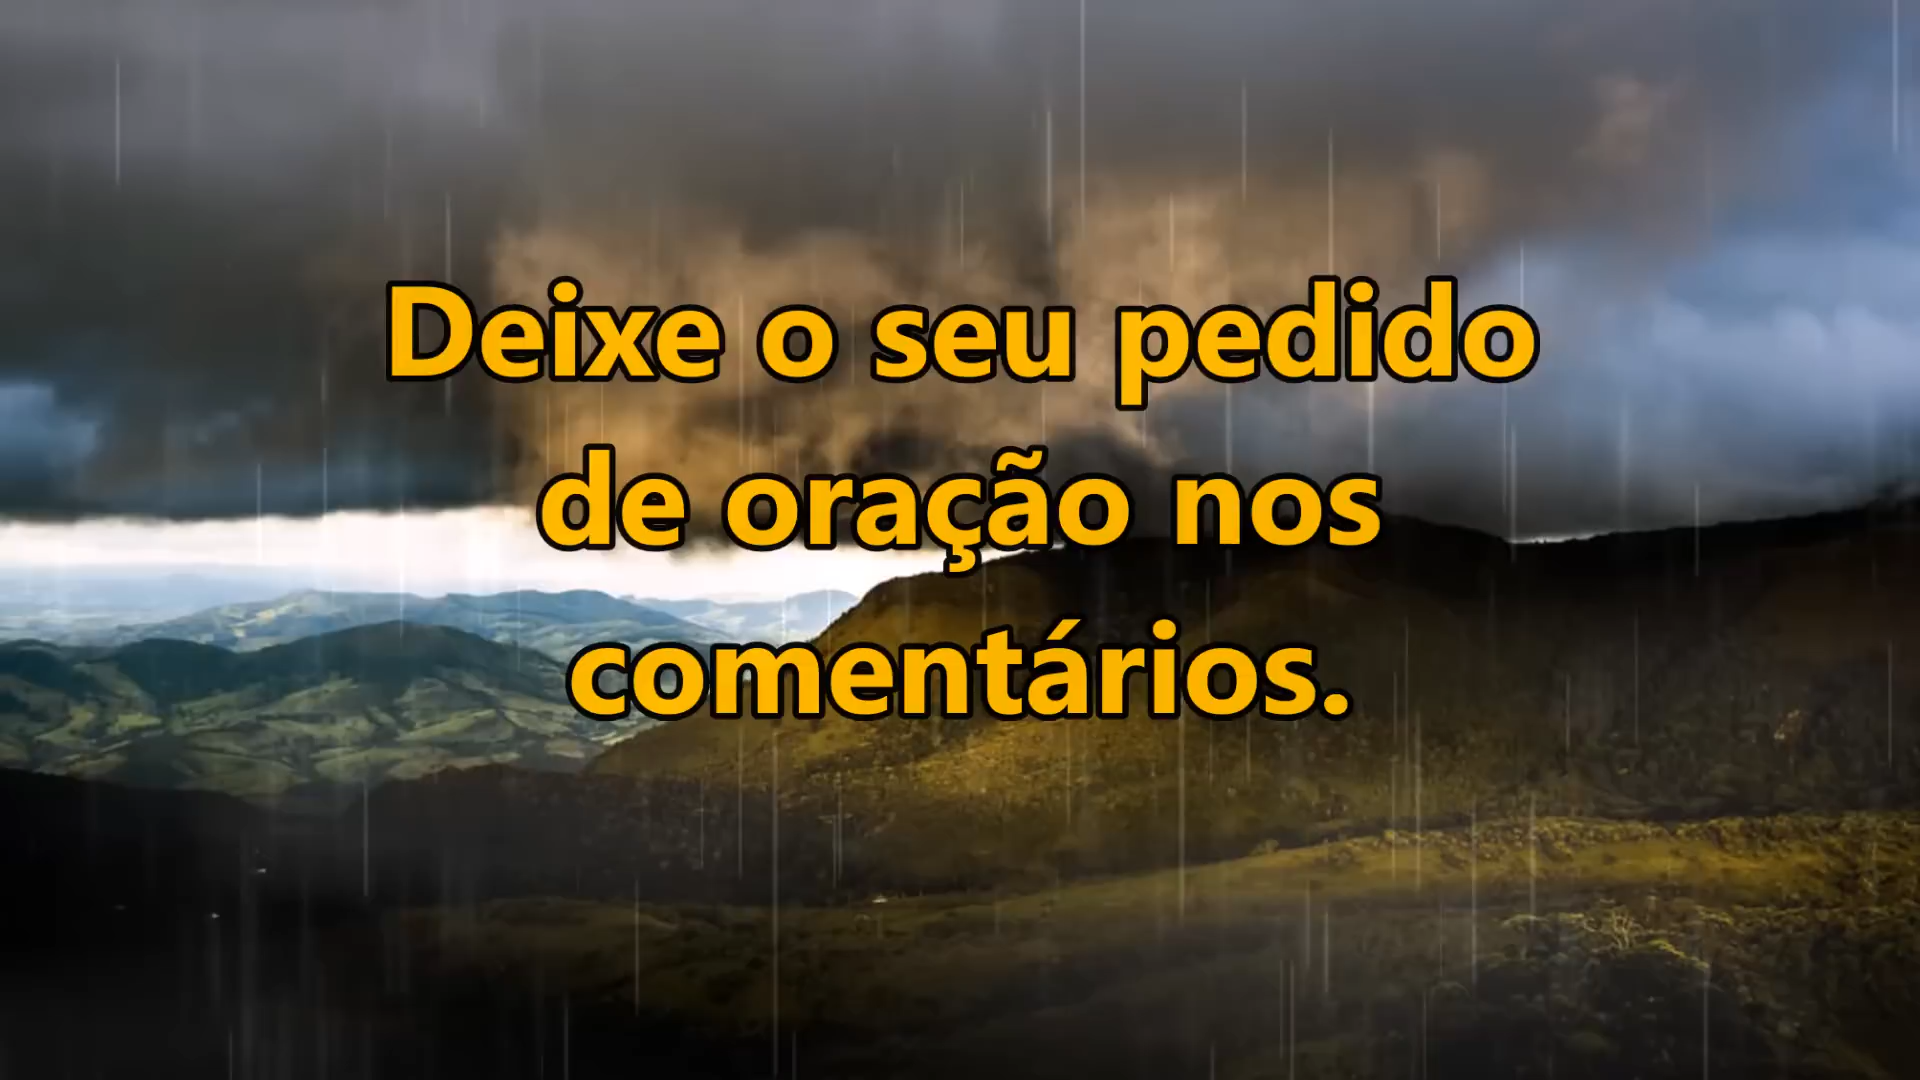 Deixe o seu pedido
de oração nos
comentários.